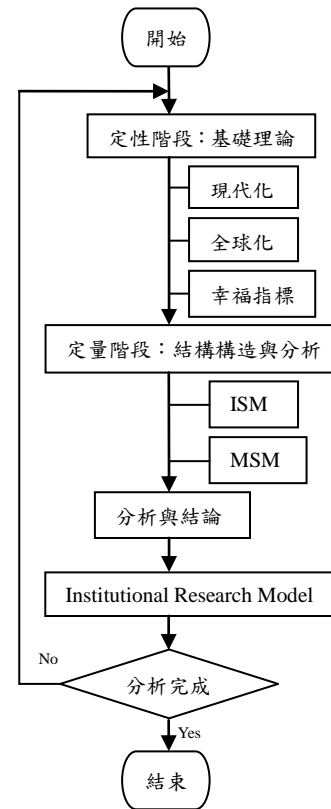 開始
定性階段：基礎理論
現代化
全球化
幸福指標
定量階段：結構構造與分析
ISM
MSM
分析與結論
Institutional Research Model
No
分析完成
Yes
結束